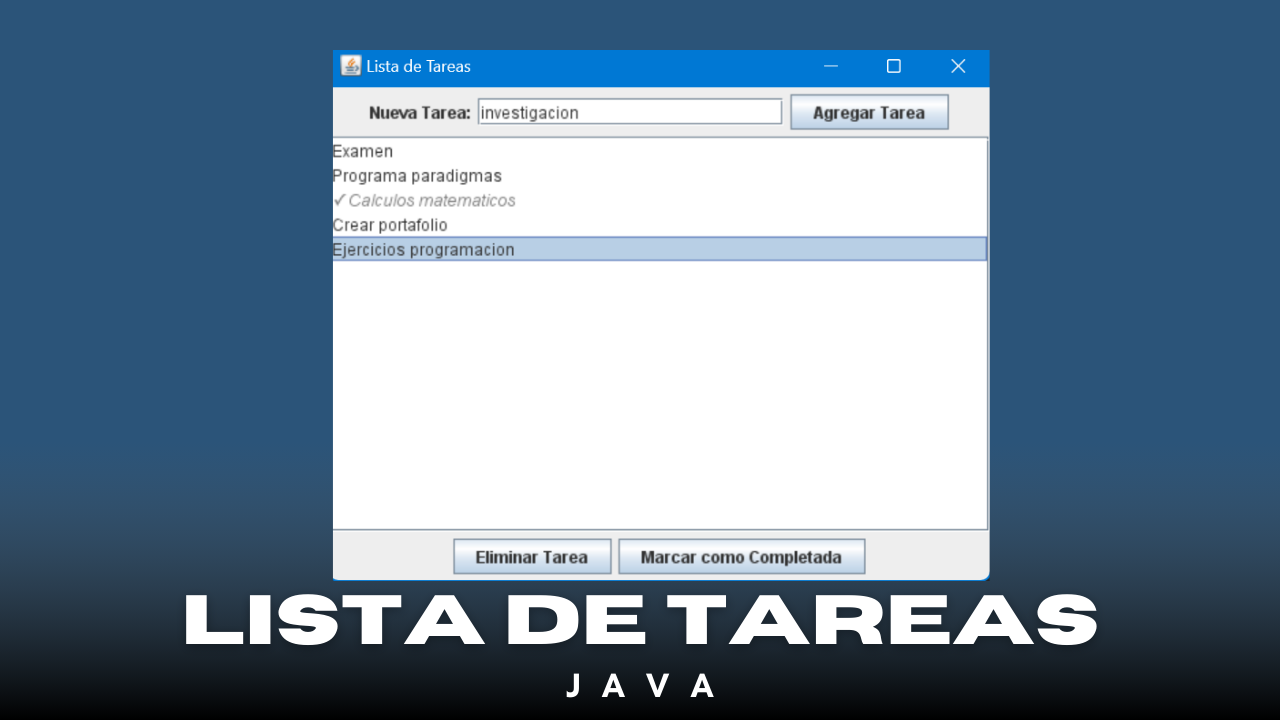 Lista de Tareas
Nueva Tarea: investigacion Agregar Tarea
Examen
Programa paradigmas
✓Calculos matematicos
Crear portafolio
Ejercicios programacion
Eliminar Tarea Marcar como Completada
LISTA DE TAREAS
JAVA